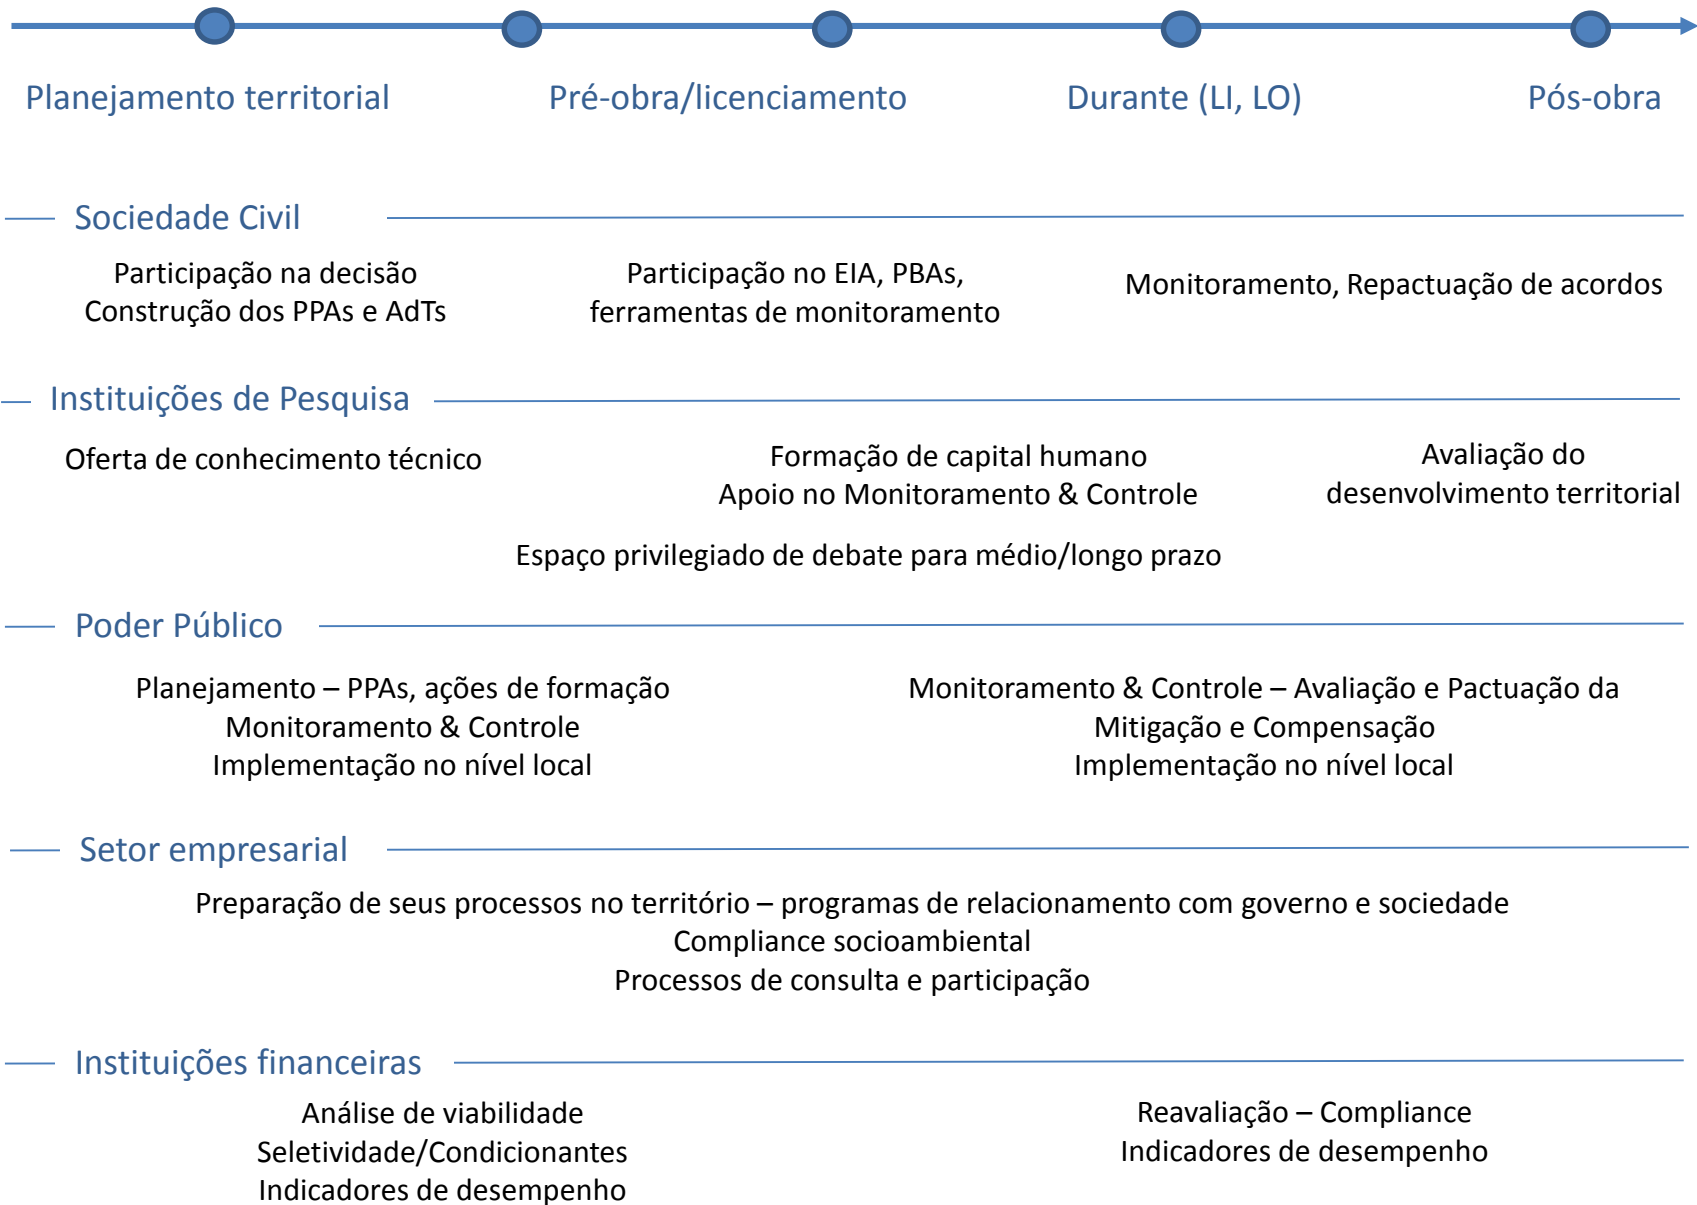 Planejamento territorial
Pré-obra/licenciamento
Durante (LI, LO)
Pós-obra
Sociedade Civil
Participação na decisão
Construção dos PPAs e AdTs
Participação no EIA, PBAs,
ferramentas de monitoramento
Monitoramento, Repactuação de acordos
Instituições de Pesquisa
Oferta de conhecimento técnico
Formação de capital humano
Apoio no Monitoramento & Controle
Avaliação do
desenvolvimento territorial
Espaço privilegiado de debate para médio/longo prazo
Poder Público
Planejamento – PPAs, ações de formação
Monitoramento & Controle
Implementação no nível local
Monitoramento & Controle – Avaliação e Pactuação da
Mitigação e Compensação
Implementação no nível local
Setor empresarial
Preparação de seus processos no território – programas de relacionamento com governo e sociedade
Compliance socioambiental
Processos de consulta e participação
Instituições financeiras
Análise de viabilidade
Seletividade/Condicionantes
Indicadores de desempenho
Reavaliação – Compliance
Indicadores de desempenho